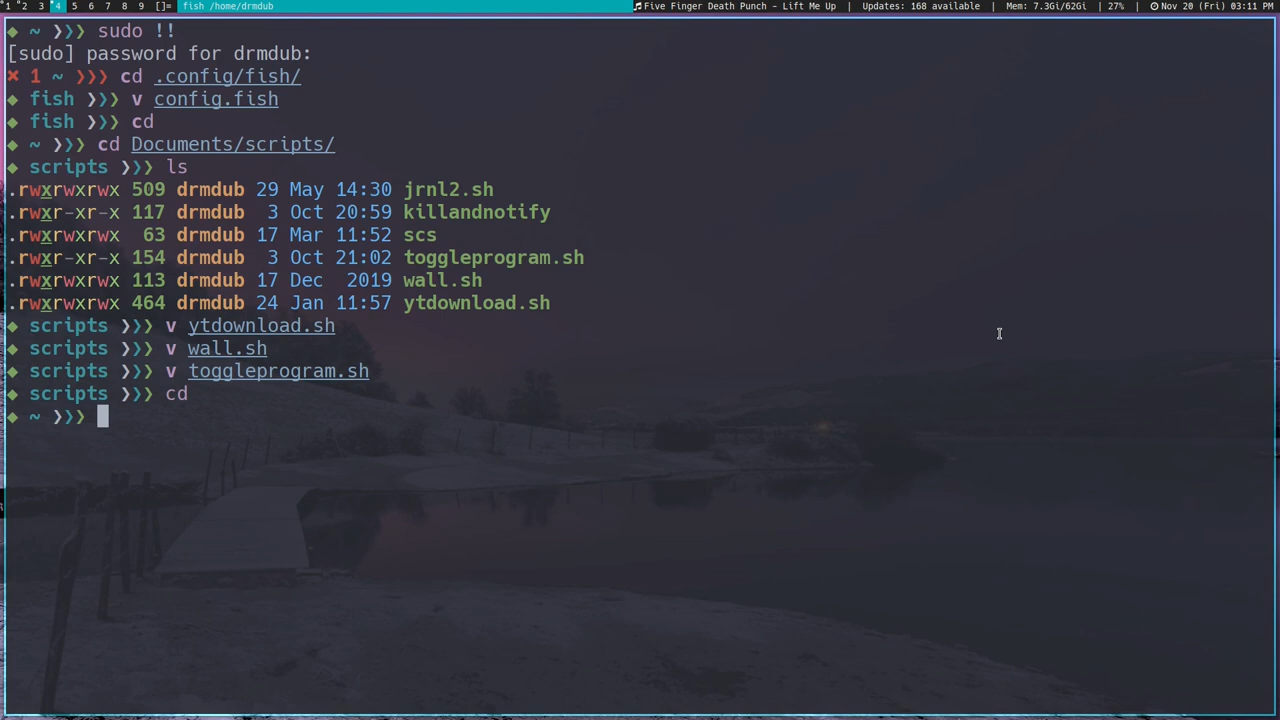 1 2 3 4 5 6 7 8 9 []= fish /home/drmdub Five Finger Death Punch - Lift Me Up | Updates: 168 available | Mem: 7.3Gi/62Gi | 27% | Nov 20 (Fri) 03:11 PM
◆ ~ ❯❯❯ sudo !!
[sudo] password for drmdub:
✖ 1 ~ ❯❯❯ cd .config/fish/
◆ fish ❯❯❯ v config.fish
◆ fish ❯❯❯ cd
◆ ~ ❯❯❯ cd Documents/scripts/
◆ scripts ❯❯❯ ls
.rwxrwxrwx 509 drmdub 29 May 14:30 jrnl2.sh
.rwxr-xr-x 117 drmdub 3 Oct 20:59 killandnotify
.rwxrwxrwx 63 drmdub 17 Mar 11:52 scs
.rwxr-xr-x 154 drmdub 3 Oct 21:02 toggleprogram.sh
.rwxrwxrwx 113 drmdub 17 Dec 2019 wall.sh
.rwxrwxrwx 464 drmdub 24 Jan 11:57 ytdownload.sh
◆ scripts ❯❯❯ v ytdownload.sh
◆ scripts ❯❯❯ v wall.sh
◆ scripts ❯❯❯ v toggleprogram.sh
◆ scripts ❯❯❯ cd
◆ ~ ❯❯❯